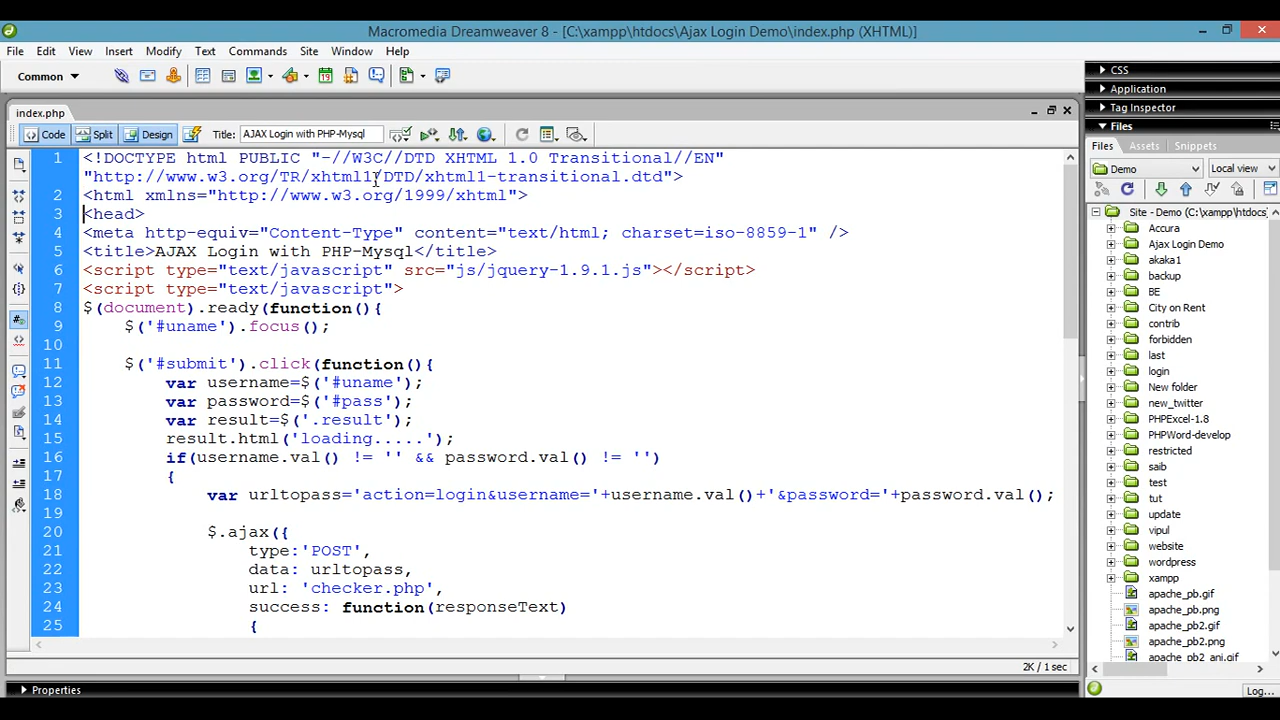 Macromedia Dreamweaver 8 - [C:\xampp\htdocs\Ajax Login Demo\index.php (XHTML)]
File Edit View Insert Modify Text Commands Site Window Help
Common
index.php
Code Split Design Title: AJAX Login with PHP-Mysql
1 <!DOCTYPE html PUBLIC "-//W3C//DTD XHTML 1.0 Transitional//EN"
"http://www.w3.org/TR/xhtml1/DTD/xhtml1-transitional.dtd">
2 <html xmlns="http://www.w3.org/1999/xhtml">
3 <head>
4 <meta http-equiv="Content-Type" content="text/html; charset=iso-8859-1" />
5 <title>AJAX Login with PHP-Mysql</title>
6 <script type="text/javascript" src="js/jquery-1.9.1.js"></script>
7 <script type="text/javascript">
8 $(document).ready(function(){
9 $('#uname').focus();
10
11 $('#submit').click(function(){
12 var username=$('#uname');
13 var password=$('#pass');
14 var result=$('.result');
15 result.html('loading.....');
16 if(username.val() != '' && password.val() != '')
17 {
18 var urltopass='action=login&username='+username.val()+'&password='+password.val();
19
20 $.ajax({
21 type:'POST',
22 data: urltopass,
23 url: 'checker.php',
24 success: function(responseText)
25 {
2K / 1 sec
Properties
CSS
Application
Tag Inspector
Files
Files Assets Snippets
Demo Local view
Site - Demo (C:\xampp\htdocs
Accura
Ajax Login Demo
akaka1
backup
BE
City on Rent
contrib
forbidden
last
login
New folder
new_twitter
PHPExcel-1.8
PHPWord-develop
restricted
saib
test
tut
update
vipul
website
wordpress
xampp
apache_pb.gif
apache_pb.png
apache_pb2.gif
apache_pb2.png
apache_pb2_ani.gif
Log...